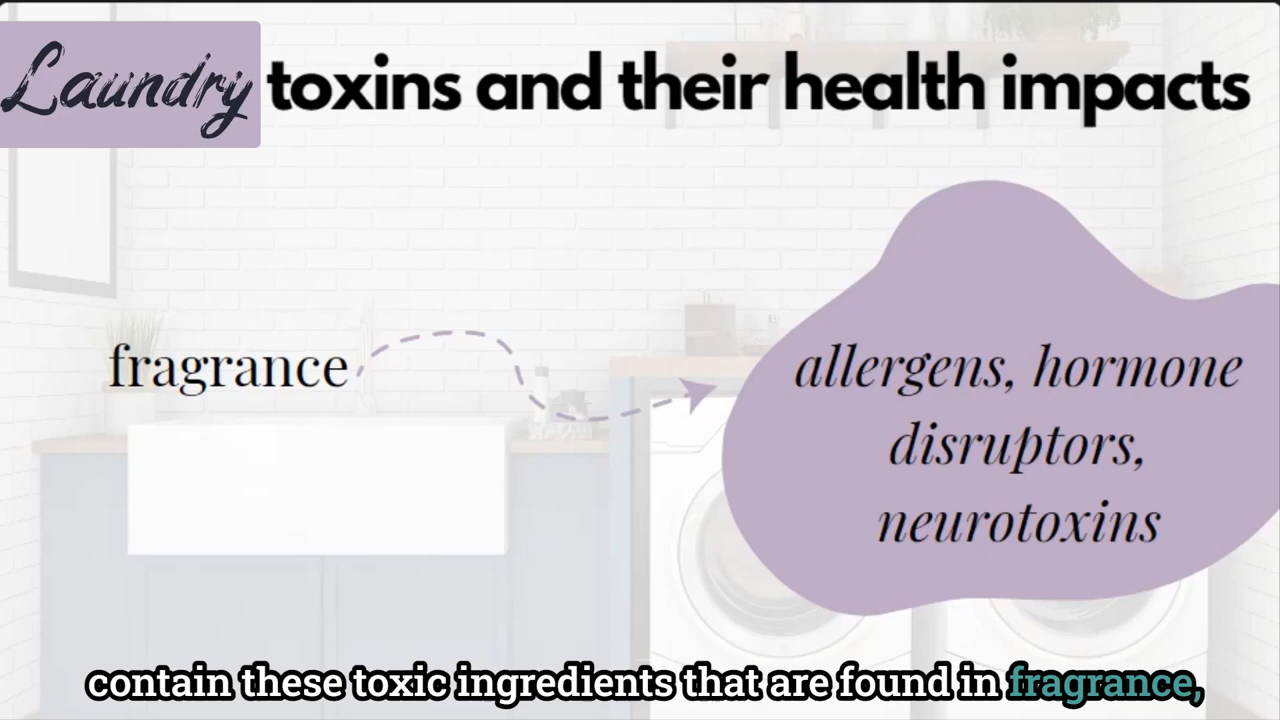 Laundry toxins and their health impacts
fragrance
allergens, hormone
disruptors,
neurotoxins
contain these toxic ingredients that are found in fragrance,